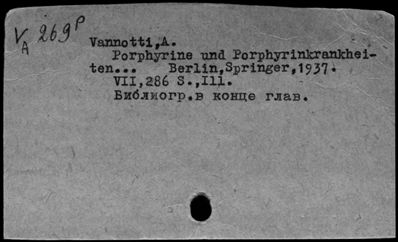 V 269 P
A
Vannotti,A.
Porphyrine und Porphyrinkrankhei-
ten... Berlin,Springer,1937.
VII,286 S.,Ill.
Библиогр.в конце глав.